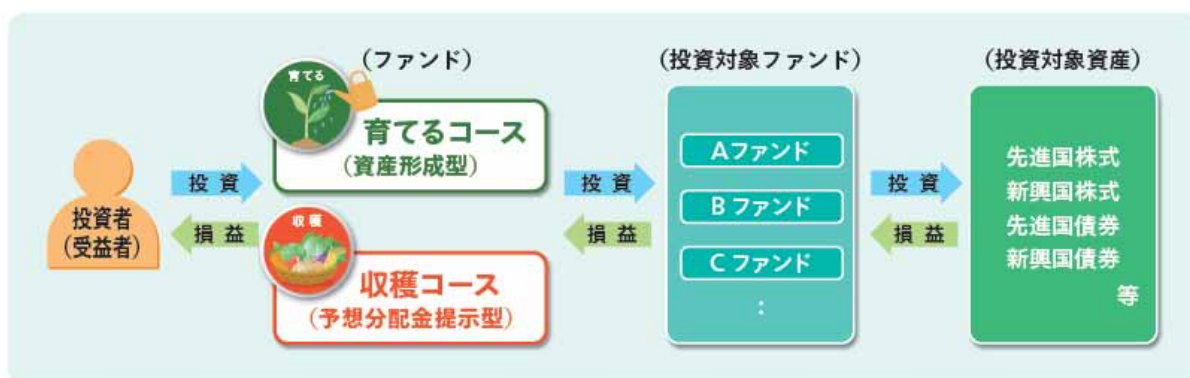 (ファンド)
(投資対象ファンド)
(投資対象資産)
育てる
育てるコース
(資産形成型)
収穫
収穫コース
(予想分配金提示型)
投資者
(受益者)
投資
損益
投資
損益
Aファンド
Bファンド
Cファンド
:
投資
損益
先進国株式
新興国株式
先進国債券
新興国債券
等